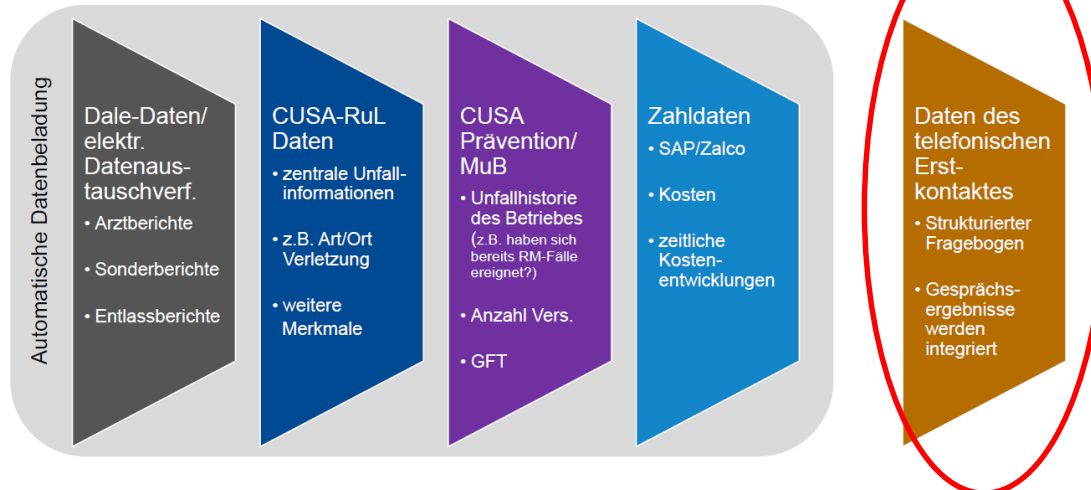 Automatische Datenbeladung
Dale-Daten/
elektr.
Datenaus-
tauschverf.
• Arztberichte
• Sonderberichte
• Entlassberichte
CUSA-RuL
Daten
• zentrale Unfall-
informationen
• z.B. Art/Ort
Verletzung
• weitere
Merkmale
CUSA
Prävention/
MuB
• Unfallhistorie
des Betriebes
(z.B. haben sich
bereits RM-Fälle
ereignet?)
• Anzahl Vers.
• GFT
Zahldaten
• SAP/Zalco
• Kosten
• zeitliche
Kosten-
entwicklungen
Daten des
telefonischen
Erst-
kontaktes
• Strukturierter
Fragebogen
• Gesprächs-
ergebnisse
werden
integriert